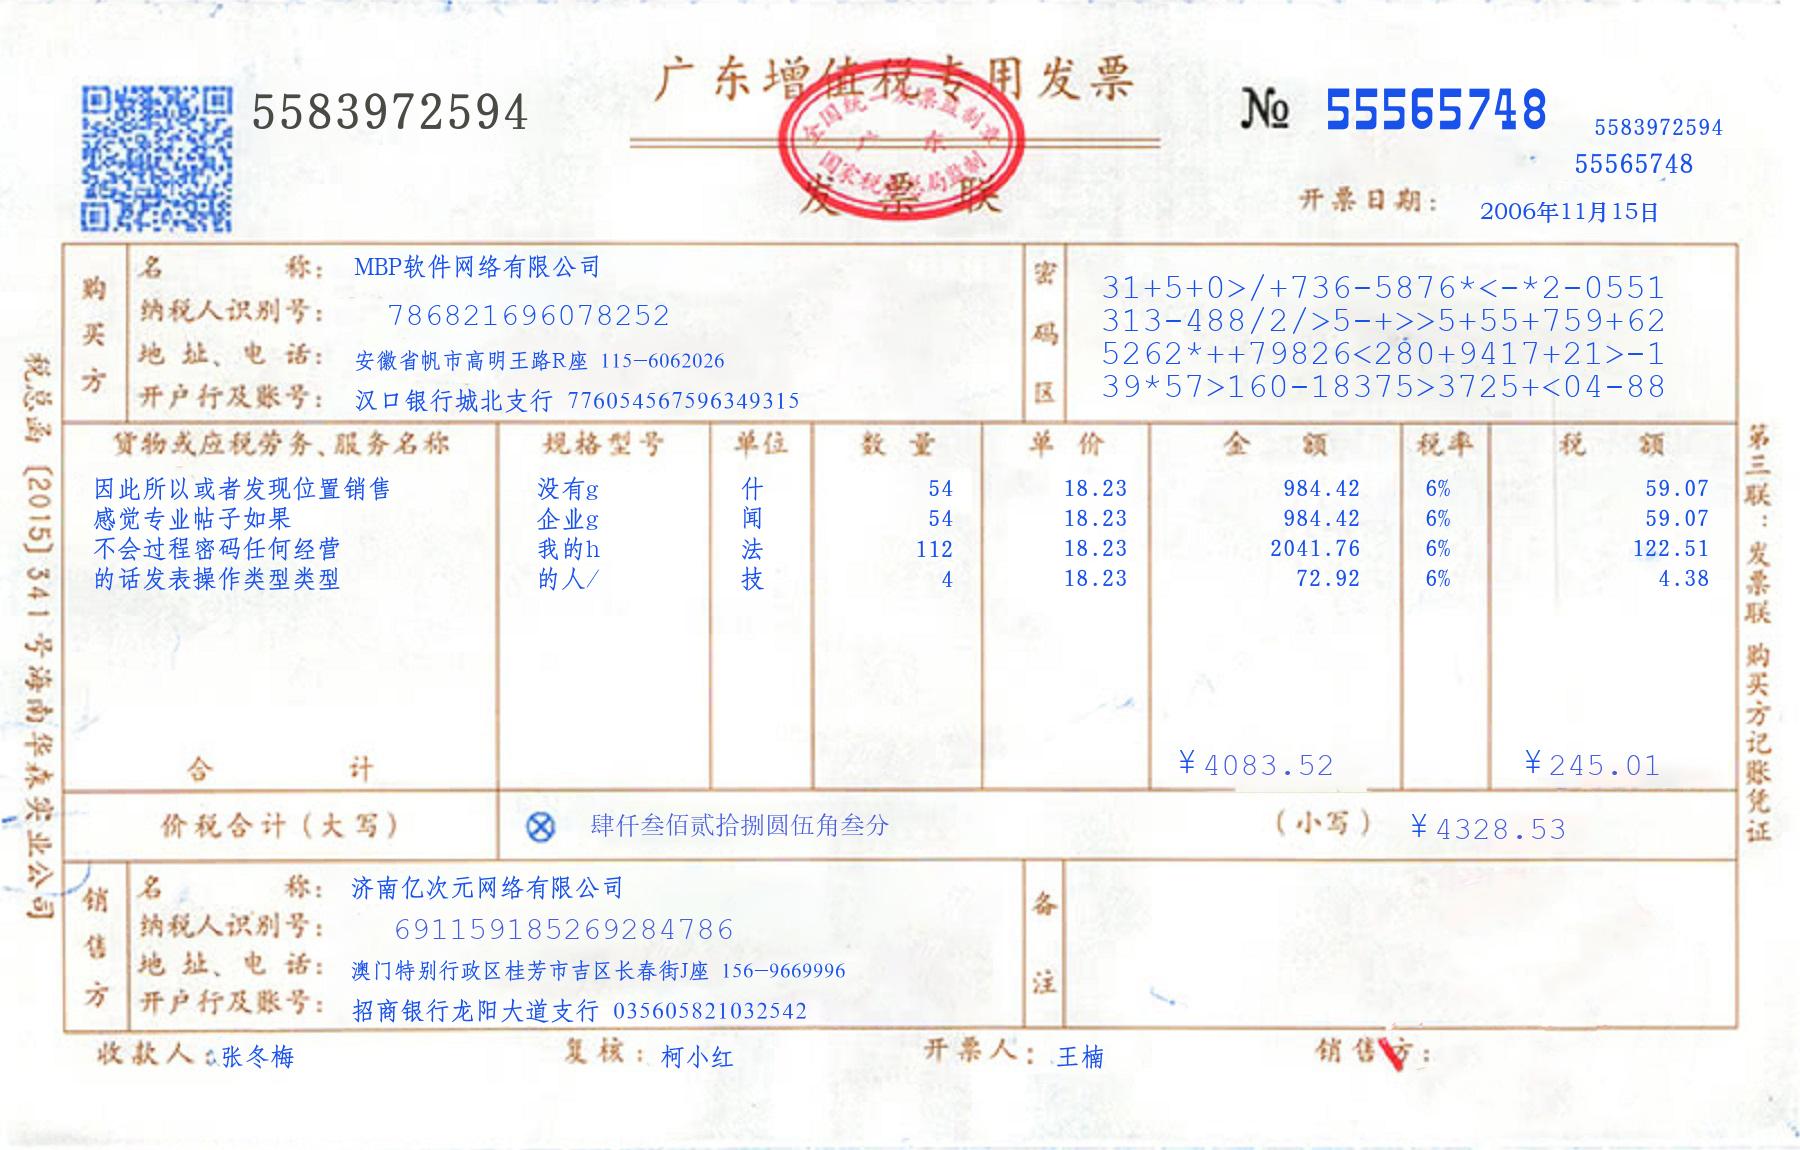 广东增值税专用发票
5583972594
№ 55565748
5583972594
55565748
全国统一发票监制章
广东
国家税务总局监制
发票联
开票日期： 2006年11月15日
购买方
名称： MBP软件网络有限公司
纳税人识别号： 786821696078252
地址、电话： 安徽省帆市高明王路R座 115-6062026
开户行及账号： 汉口银行城北支行 776054567596349315
密码区
31+5+0>/+736-5876*<-*2-0551
313-488/2/>5-+>>5+55+759+62
5262*++79826<280+9417+21>-1
39*57>160-18375>3725+<04-88
货物或应税劳务、服务名称 规格型号 单位 数量 单价 金额 税率 税额
因此所以或者发现位置销售 没有g 什 54 18.23 984.42 6% 59.07
感觉专业帖子如果 企业g 闻 54 18.23 984.42 6% 59.07
不会过程密码任何经营 我的h 法 112 18.23 2041.76 6% 122.51
的话发表操作类型类型 的人/ 技 4 18.23 72.92 6% 4.38
合计 ￥4083.52 ￥245.01
价税合计（大写） ⊗ 肆仟叁佰贰拾捌圆伍角叁分 （小写） ￥4328.53
销售方
名称： 济南亿次元网络有限公司
纳税人识别号： 691159185269284786
地址、电话： 澳门特别行政区桂芳市吉区长春街J座 156-9669996
开户行及账号： 招商银行龙阳大道支行 035605821032542
备注
收款人： 张冬梅 复核： 柯小红 开票人： 王楠 销售方：
税总函〔2015〕341号海南华森实业公司
第三联：发票联 购买方记账凭证